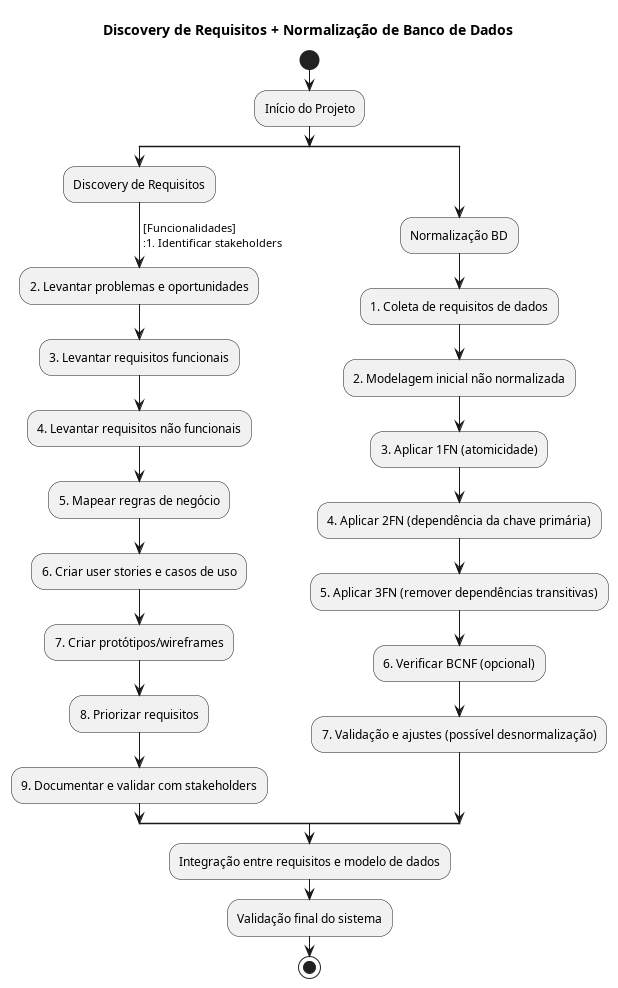 Discovery de Requisitos + Normalização de Banco de Dados
Início do Projeto
Discovery de Requisitos
[Funcionalidades]
:1. Identificar stakeholders
2. Levantar problemas e oportunidades
3. Levantar requisitos funcionais
4. Levantar requisitos não funcionais
5. Mapear regras de negócio
6. Criar user stories e casos de uso
7. Criar protótipos/wireframes
8. Priorizar requisitos
9. Documentar e validar com stakeholders
Normalização BD
1. Coleta de requisitos de dados
2. Modelagem inicial não normalizada
3. Aplicar 1FN (atomicidade)
4. Aplicar 2FN (dependência da chave primária)
5. Aplicar 3FN (remover dependências transitivas)
6. Verificar BCNF (opcional)
7. Validação e ajustes (possível desnormalização)
Integração entre requisitos e modelo de dados
Validação final do sistema